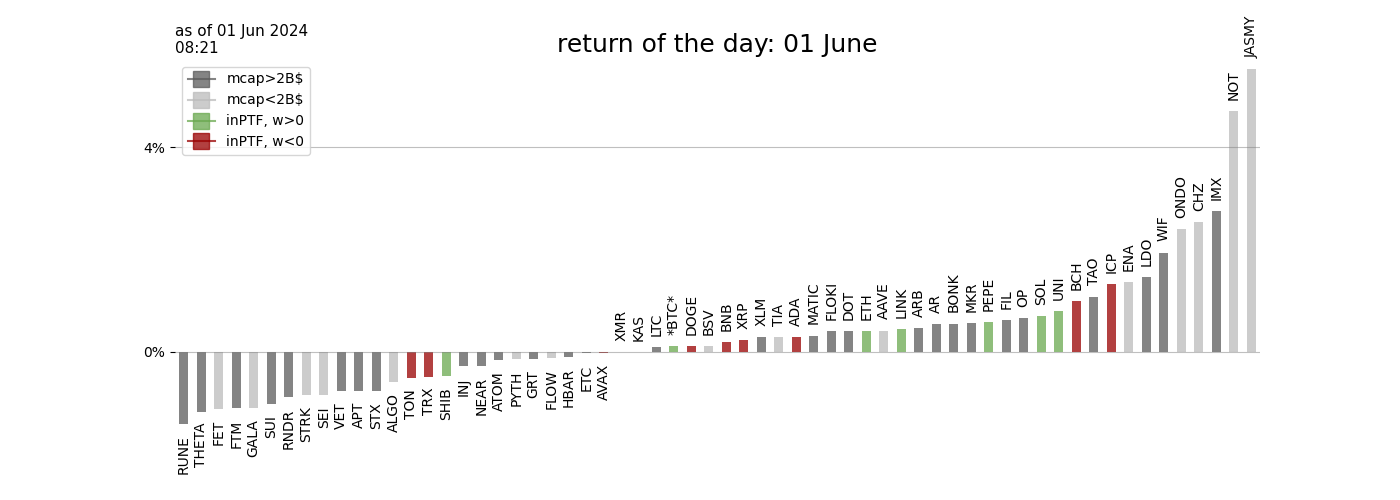 as of 01 Jun 2024
08:21
return of the day: 01 June
mcap>2B$
mcap<2B$
inPTF, w>0
inPTF, w<0
4%
0%
RUNE
THETA
FET
FTM
GALA
SUI
RNDR
STRK
SEI
VET
APT
STX
ALGO
TON
TRX
SHIB
INJ
NEAR
ATOM
PYTH
GRT
FLOW
HBAR
ETC
AVAX
XMR
KAS
LTC
*BTC*
DOGE
BSV
BNB
XRP
XLM
TIA
ADA
MATIC
FLOKI
DOT
ETH
AAVE
LINK
ARB
AR
BONK
MKR
PEPE
FIL
OP
SOL
UNI
BCH
TAO
ICP
ENA
LDO
WIF
ONDO
CHZ
IMX
NOT
JASMY